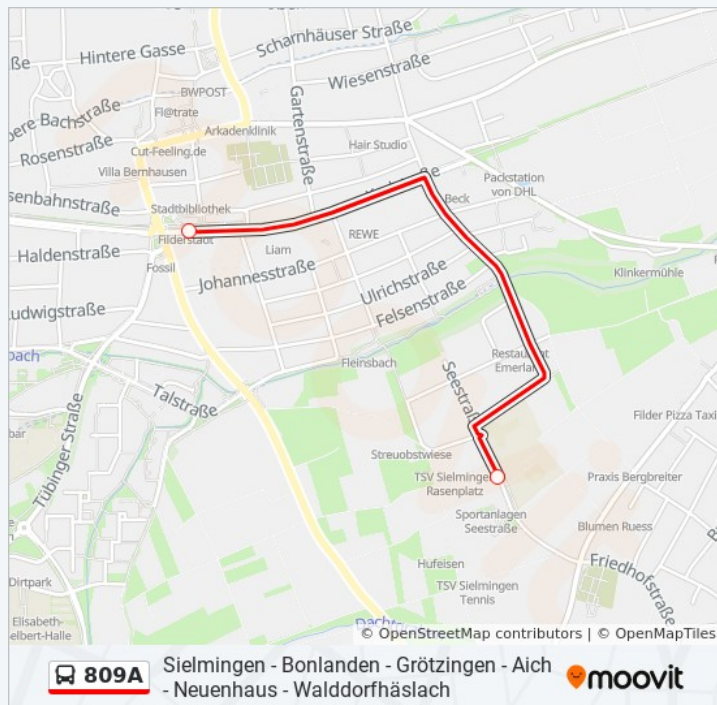 Scharnhäuser Straße
Hintere Gasse
Wiesenstraße
BWPOST
Fl@trate
Gartenstraße
Arkadenklinik
Rosenstraße
Cut-Feeling.de
Hair Studio
Villa Bernhausen
Packstation
von DHL
Beck
Stadtbibliothek
REWE
Filderstadt
Haldenstraße
Liam
Fossil
Johannesstraße
Ulrichstraße
Klinkermühle
Felsenstraße
Fleinsbach
Restaurant
Seestraße
Talstraße
Tübinger Straße
Filder Pizza Taxi
Streuobstwiese
TSV Sielmingen
Rasenplatz
Praxis Bergbreiter
Sportanlagen
Seestraße
Blumen Ruess
Hufeisen
Friedhofstraße
Dirtpark
TSV Sielmingen
Tennis
Elisabeth-
elbert-Halle
© OpenStreetMap contributors | © OpenMapTiles
809A
Sielmingen - Bonlanden - Grötzingen - Aich
- Neuenhaus - Walddorfhäslach
moovit